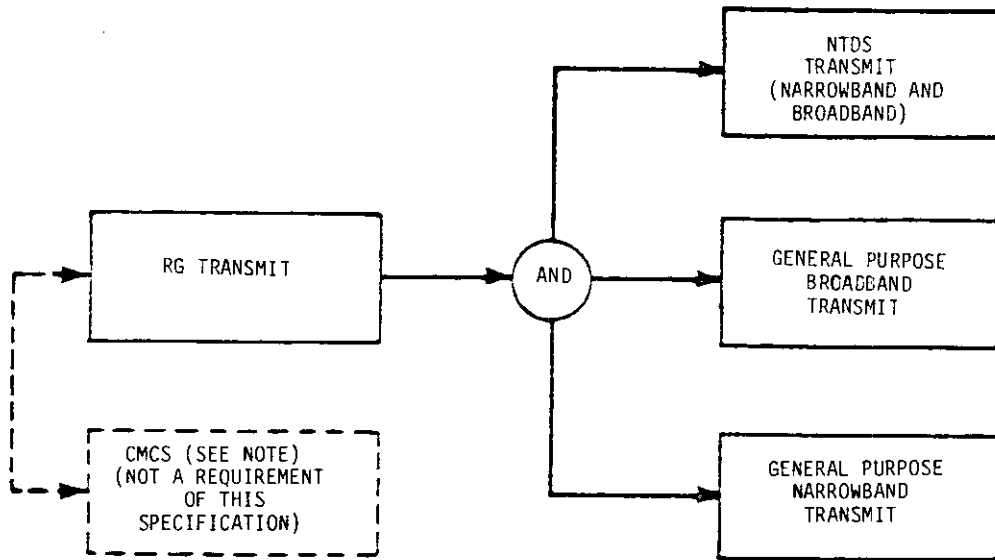 NTDS
TRANSMIT
(NARROWBAND AND
BROADBAND)
RG TRANSMIT
AND
GENERAL PURPOSE
BROADBAND
TRANSMIT
CMCS (SEE NOTE)
(NOT A REQUIREMENT
OF THIS
SPECIFICATION)
GENERAL PURPOSE
NARROWBAND
TRANSMIT